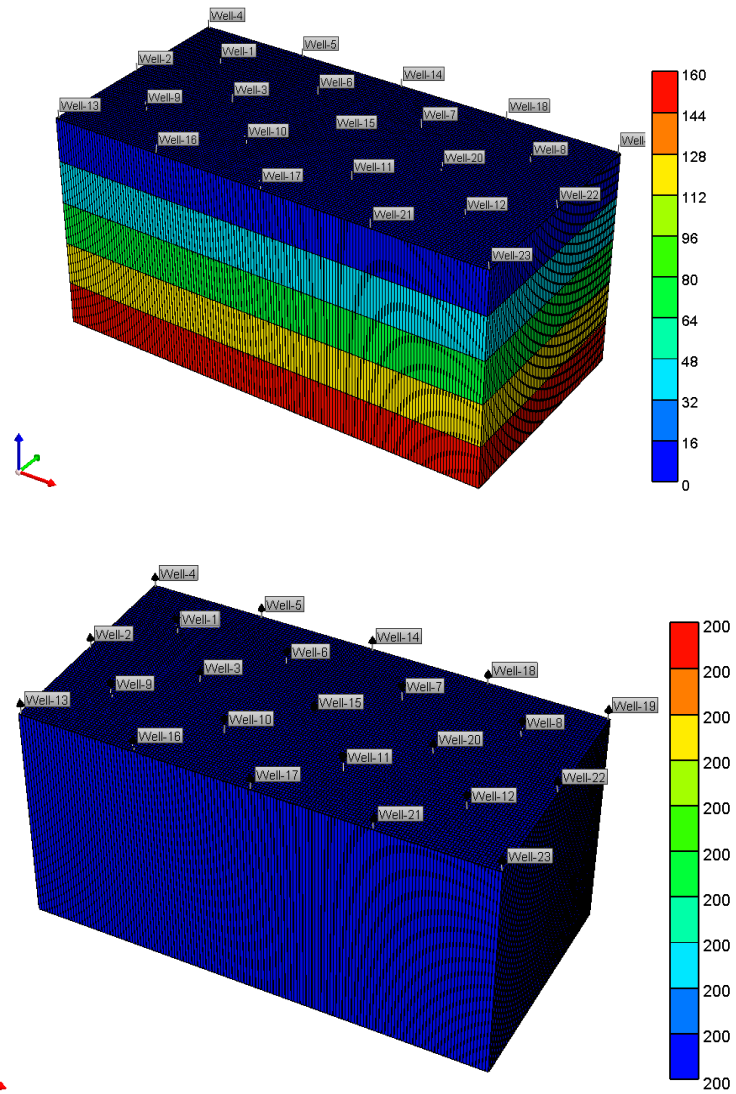 Well-4
Well-5
Well-1
Well-2
Well-14
Well-6
Well-3
Well-9
Well-13
Well-18
Well-7
Well-15
Well-10
Well-16
Well-
Well-8
Well-20
Well-11
Well-17
Well-22
Well-12
Well-21
Well-23
160
144
128
112
96
80
64
48
32
16
0
Well-4
Well-5
Well-1
Well-2
Well-14
Well-6
Well-3
Well-9
Well-13
Well-18
Well-7
Well-15
Well-10
Well-16
Well-19
Well-8
Well-20
Well-11
Well-17
Well-22
Well-12
Well-21
Well-23
200
200
200
200
200
200
200
200
200
200
200